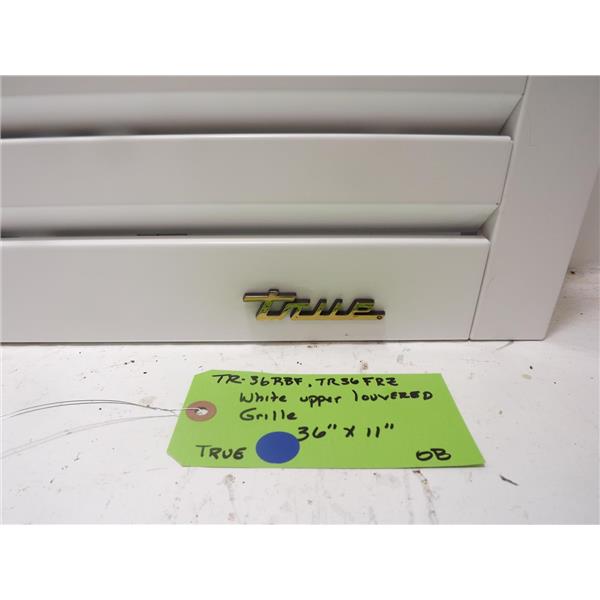 True
TR-36RBF, TR36FRZ
White upper louvered
Grille
36" x 11"
TRUE
OB